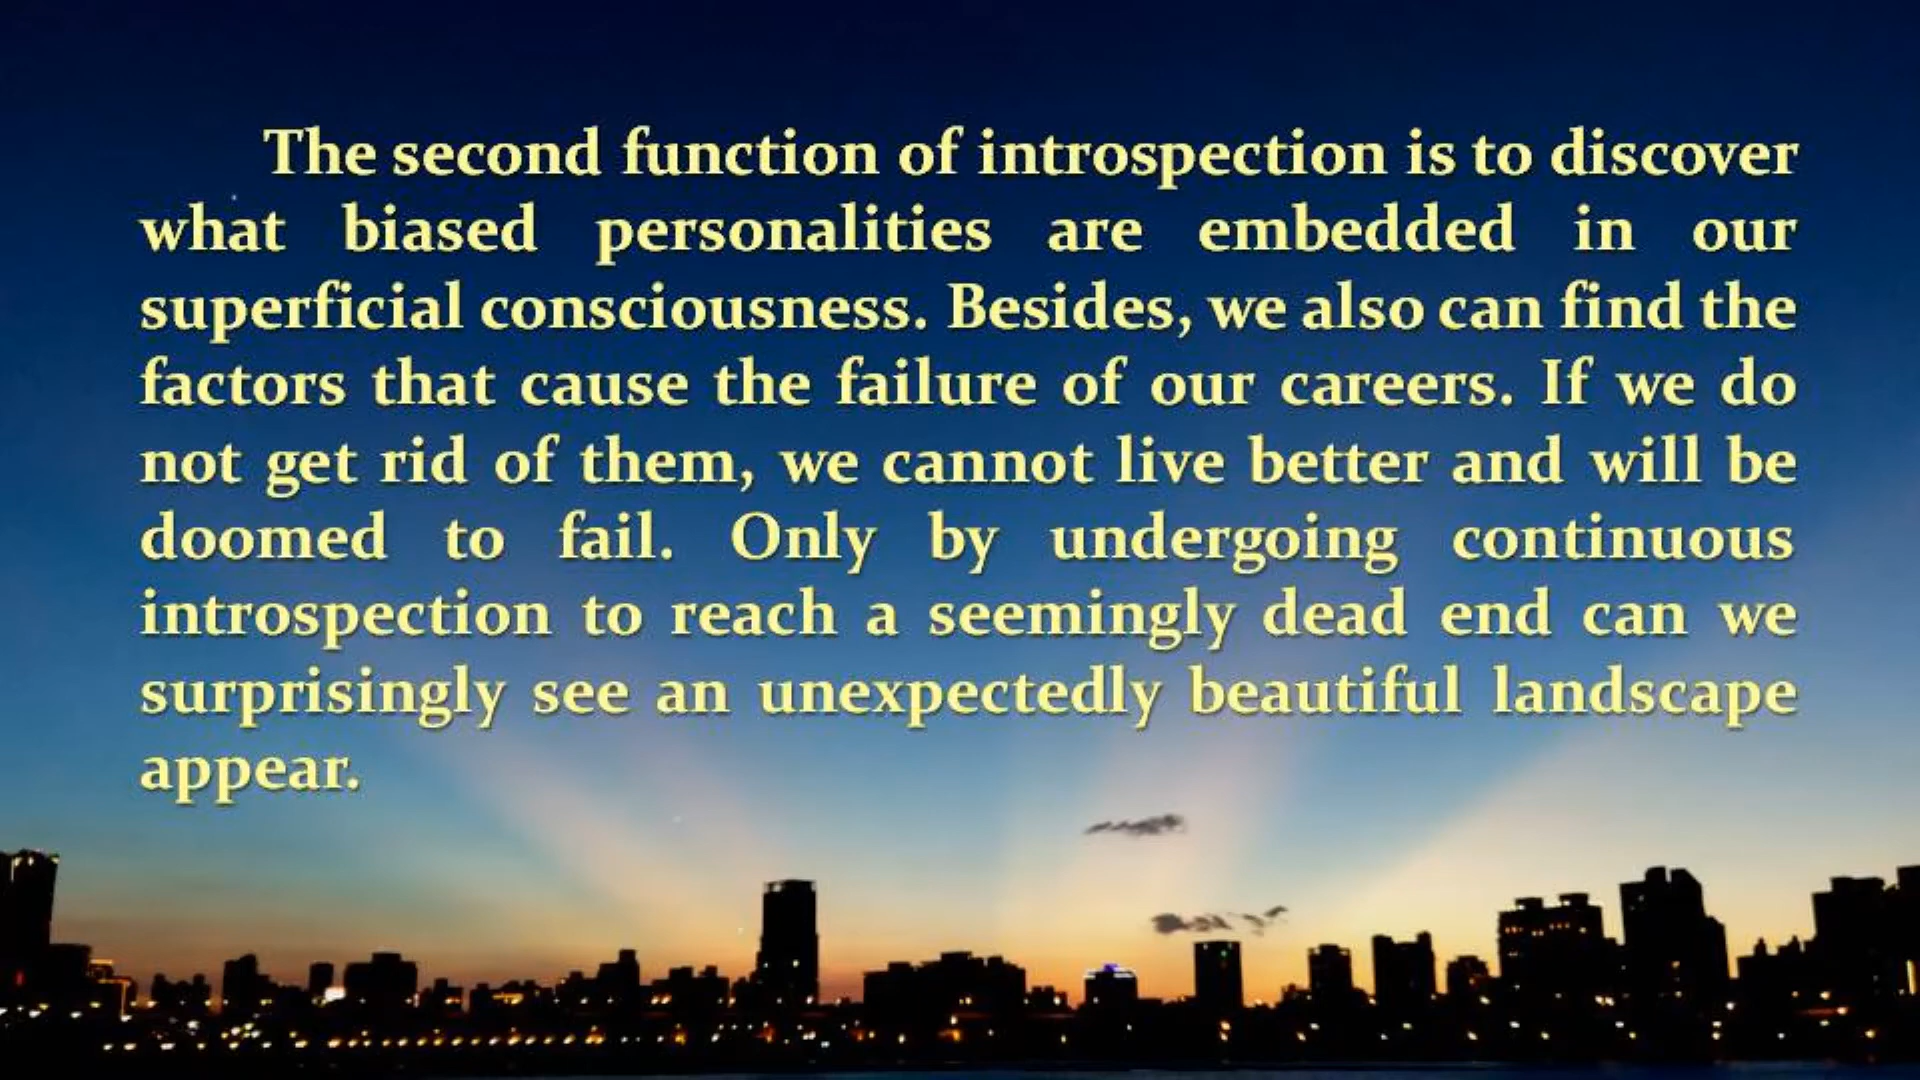 The second function of introspection is to discover
what biased personalities are embedded in our
superficial consciousness. Besides, we also can find the
factors that cause the failure of our careers. If we do
not get rid of them, we cannot live better and will be
doomed to fail. Only by undergoing continuous
introspection to reach a seemingly dead end can we
surprisingly see an unexpectedly beautiful landscape
appear.